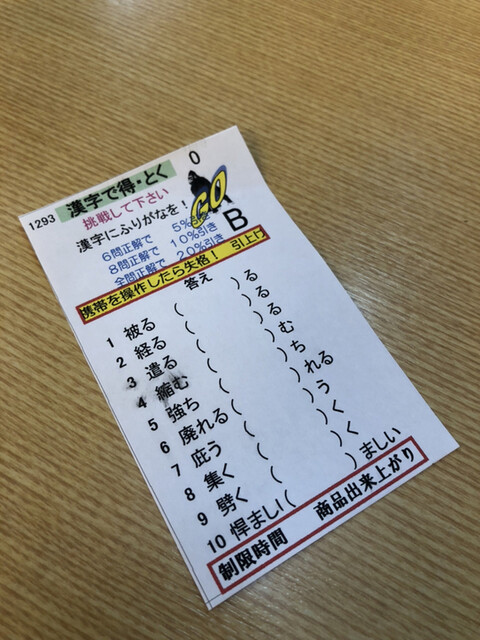 0
1293 漢字で得・とく
挑戦して下さい
漢字にふりがなを!
GO
6問正解で 5%引き
8問正解で 10%引き
全問正解で 20%引き
B
携帯を操作したら失格! 引上げ
答え
1 被る ( )る
2 経る ( )る
3 遣る ( )る
4 縮む ( )む
5 強ち ( )ち
6 廃れる ( )れる
7 庇う ( )う
8 集く ( )く
9 劈く ( )く
10 悍まし ( )ましい
制限時間 商品出来上がり